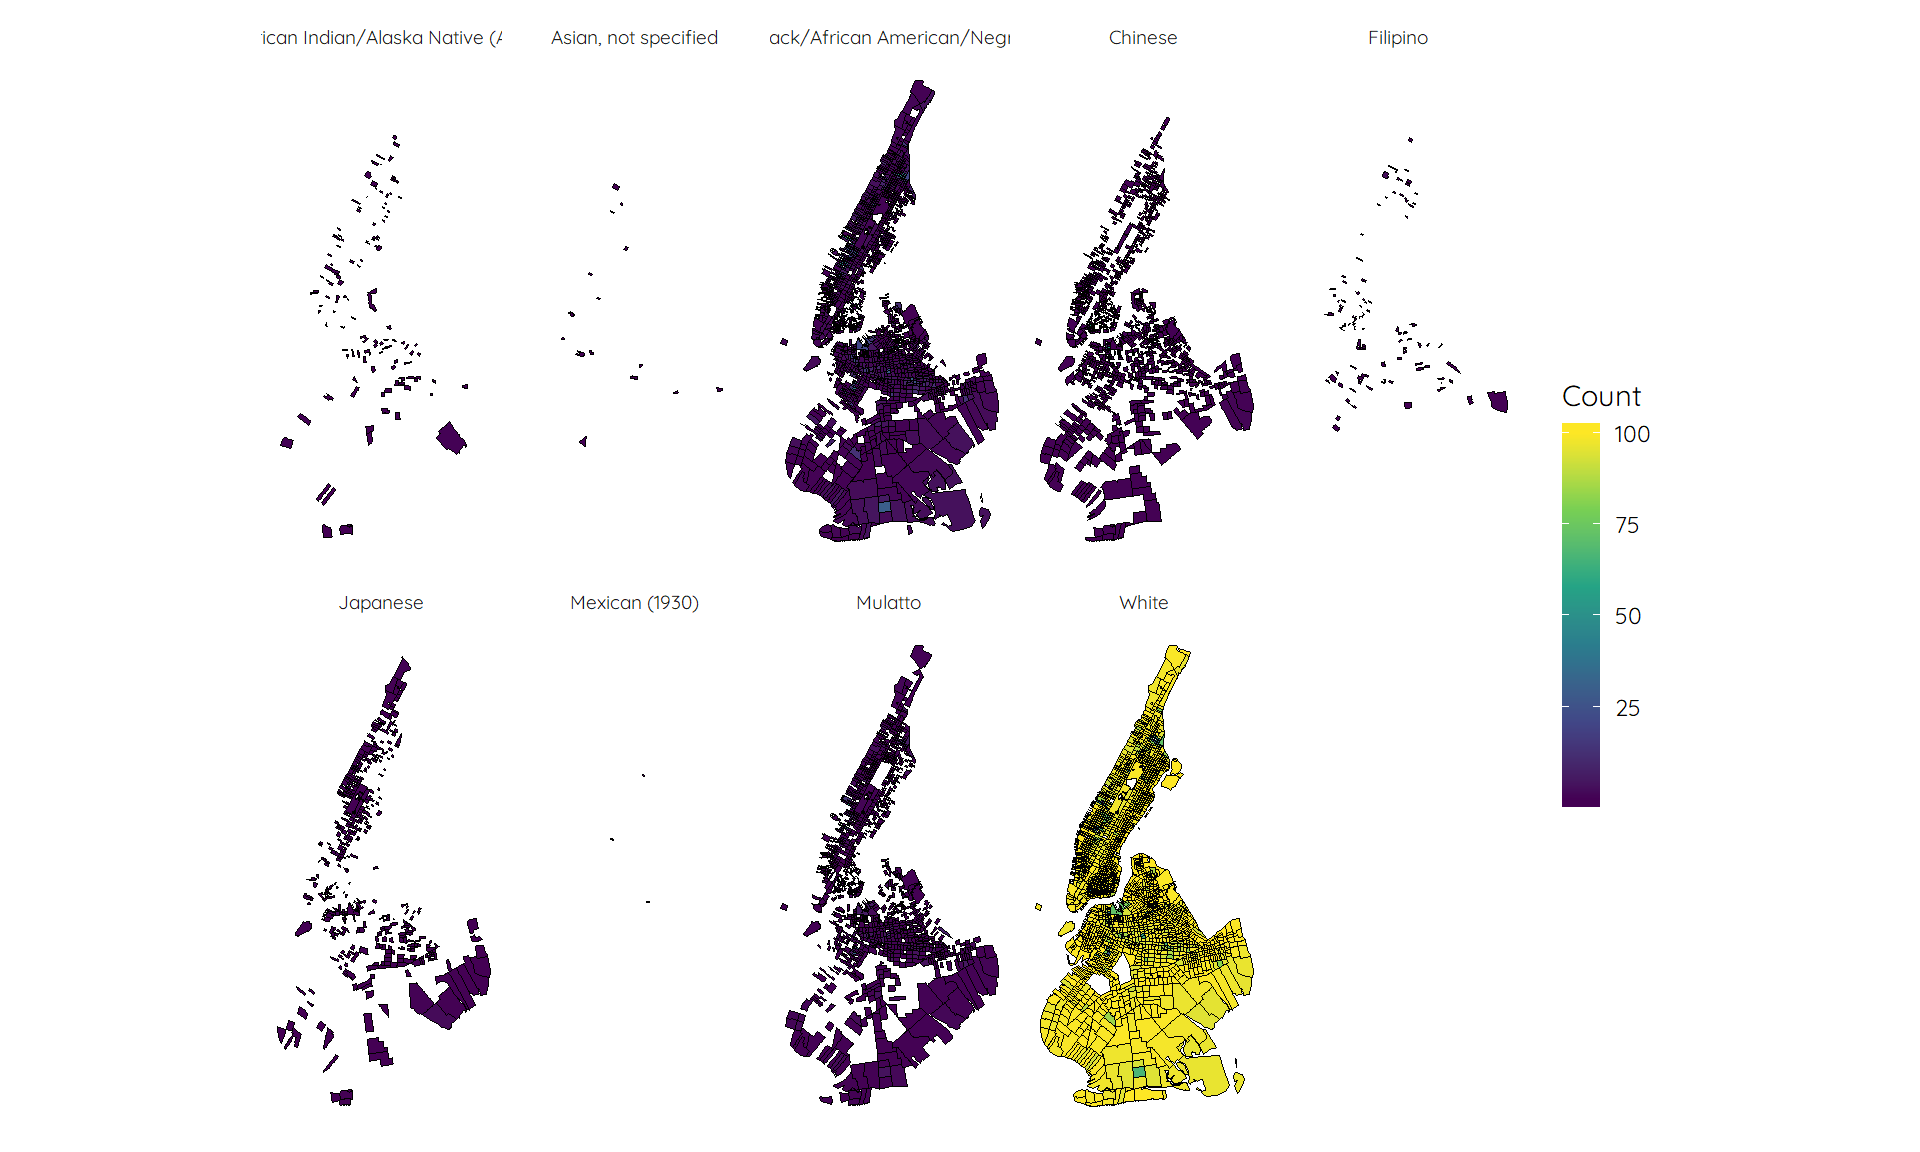 ican Indian/Alaska Native (A
Asian, not specified
ack/African American/Negr
Chinese
Filipino
Count
100
75
50
25
Japanese
Mexican (1930)
Mulatto
White